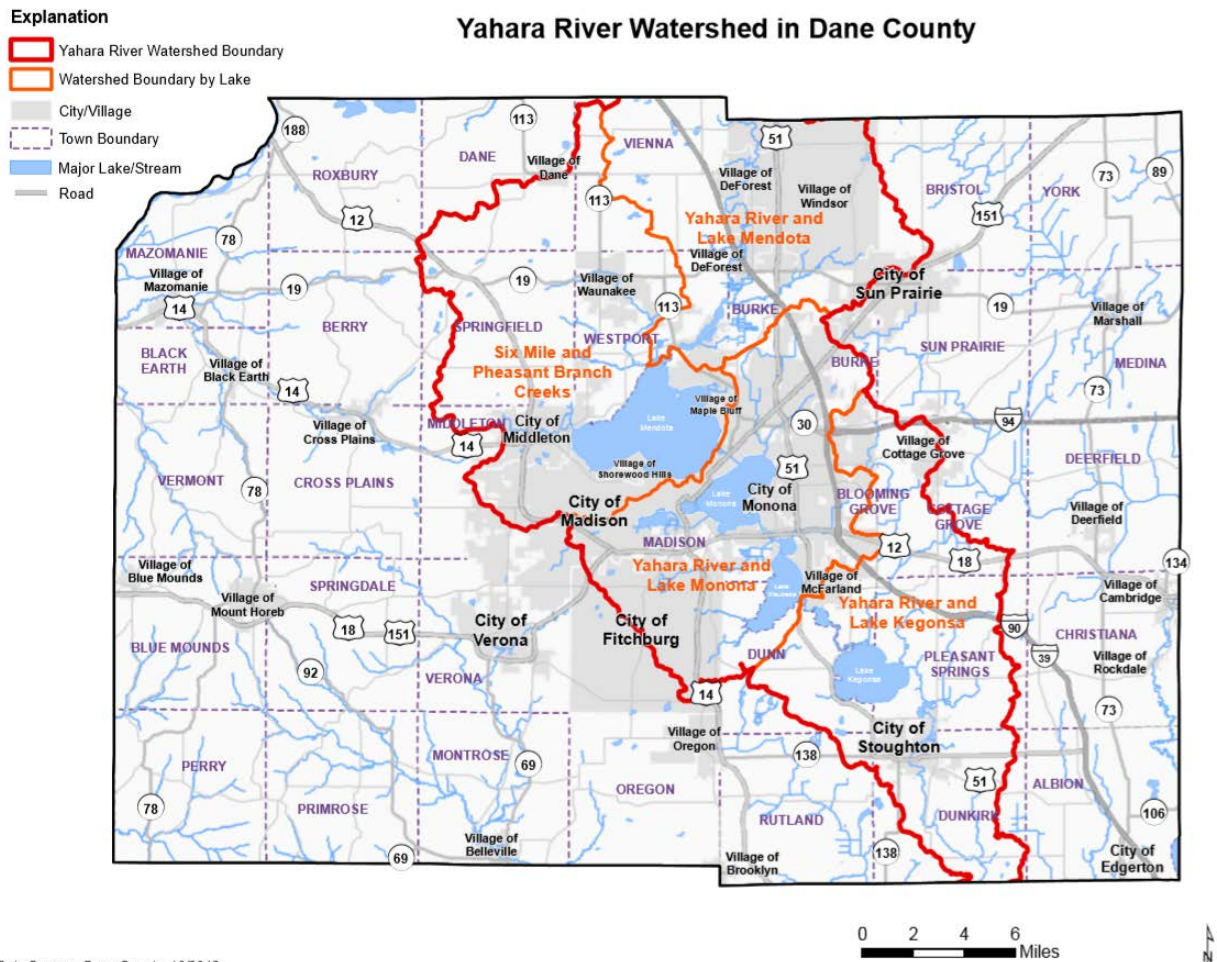 Explanation
Yahara River Watershed in Dane County
Yahara River Watershed Boundary
Watershed Boundary by Lake
City/Village
Town Boundary
Major Lake/Stream
Road
188
113
DANE
VIENNA
51
Village of
Dane
ROXBURY
Village of
DeForest
Village of
Windsor
BRISTOL
YORK
73
89
12
113
151
Yahara River and
Lake Mendota
78
MAZOMANIE
Village of
Mazomanie
14
19
19
Village of
Waunakee
Village of
DeForest
City of
Sun Prairie
113
BURKE
19
Village of
Marshall
BERRY
SPRINGFIELD
WESTPORT
BLACK
EARTH
Village of
Black Earth
Six Mile and
Pheasant Branch
Creeks
BURKE
SUN PRAIRIE
MEDINA
14
73
Lake
Mendota
Village of
Maple Bluff
Village of
Cross Plains
MIDDLETON
City of
Middleton
14
30
94
Village of
Cottage Grove
DEERFIELD
Village of
Shorewood Hills
51
VERMONT
78
CROSS PLAINS
Lake
Monona
City of
Monona
BLOOMING
GROVE
COTTAGE
GROVE
Village of
Deerfield
City of
Madison
MADISON
12
18
134
Village of
Blue Mounds
SPRINGDALE
Yahara River and
Lake Monona
Lake
Waubesa
Village of
McFarland
Village of
Cambridge
Village of
Mount Horeb
18
151
City of
Verona
City of
Fitchburg
Yahara River and
Lake Kegonsa
90
39
CHRISTIANA
BLUE MOUNDS
92
VERONA
DUNN
Lake
Kegonsa
PLEASANT
SPRINGS
Village of
Rockdale
14
73
Village of
Oregon
City of
Stoughton
PERRY
MONTROSE
69
138
51
ALBION
78
PRIMROSE
OREGON
RUTLAND
DUNKIRK
106
Village of
Belleville
69
Village of
Brooklyn
138
City of
Edgerton
0 2 4 6
Miles
N